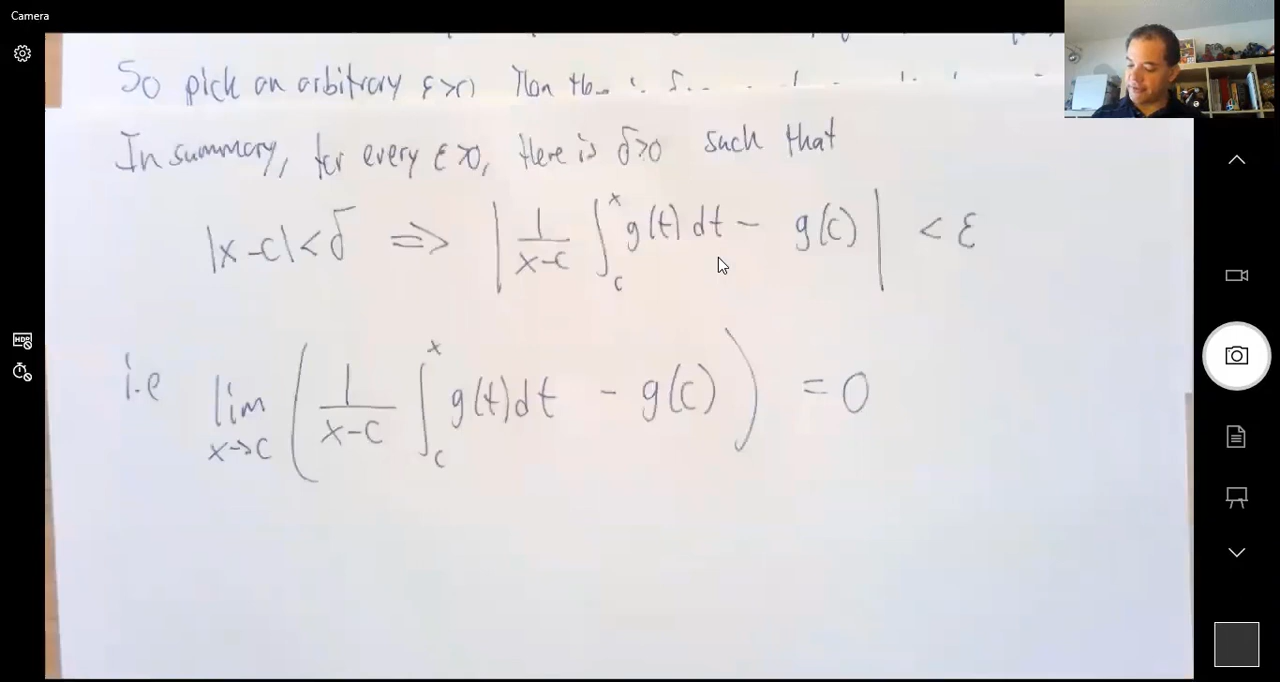 Camera
So pick an arbitrary ε>0
In summary, for every ε>0, there is δ>0 such that
|x-c|<δ => | 1/(x-c) ∫_c^x g(t) dt - g(c) | < ε
i.e lim_{x→c} ( 1/(x-c) ∫_c^x g(t)dt - g(c) ) = 0